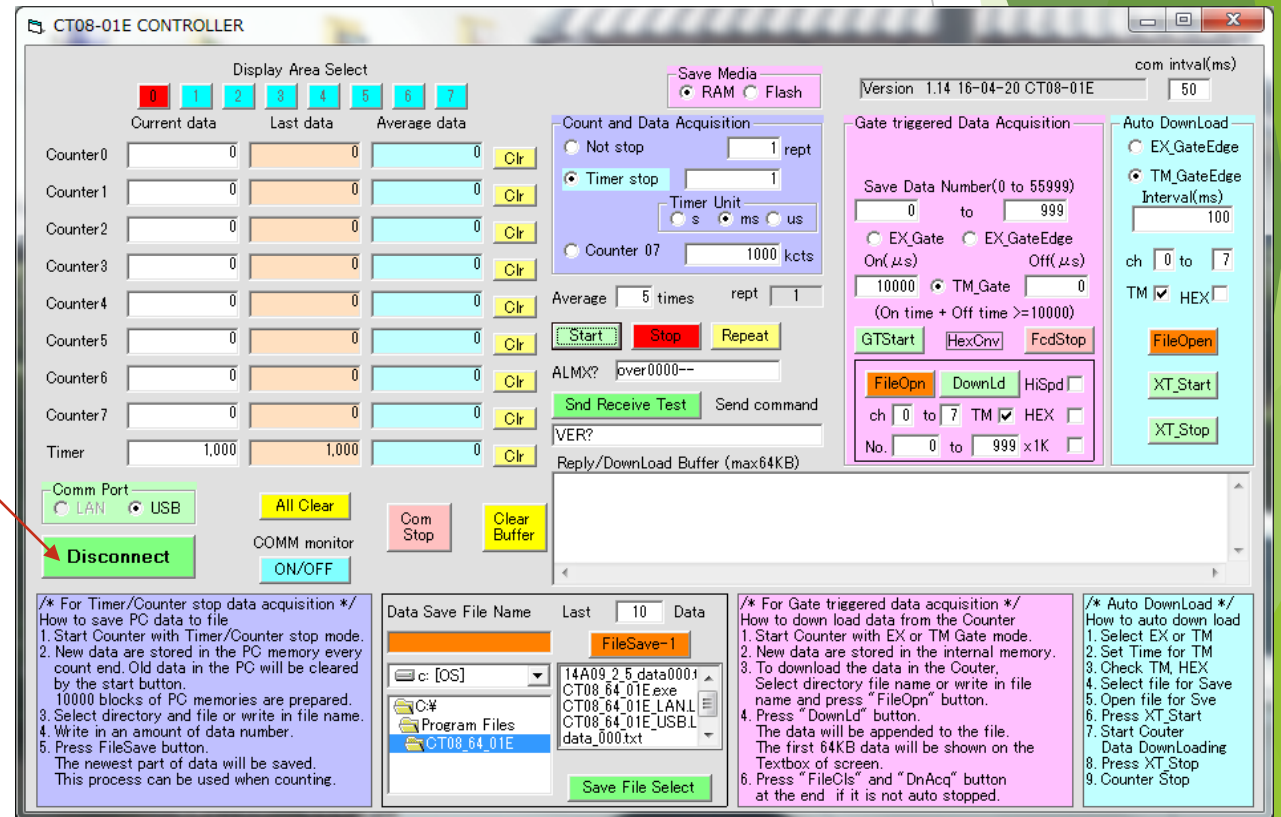 CT08-01E CONTROLLER
Display Area Select
0 1 2 3 4 5 6 7
Current data Last data Average data
Counter0 0 0 0 Clr
Counter1 0 0 0 Clr
Counter2 0 0 0 Clr
Counter3 0 0 0 Clr
Counter4 0 0 0 Clr
Counter5 0 0 0 Clr
Counter6 0 0 0 Clr
Counter7 0 0 0 Clr
Timer 1,000 1,000 0 Clr
Comm Port
LAN USB
Disconnect
All Clear
COMM monitor
ON/OFF
Com
Stop
Clear
Buffer
Save Media
RAM Flash
Version 1.14 16-04-20 CT08-01E
com intval(ms)
50
Count and Data Acquisition
Not stop 1 rept
Timer stop 1
Timer Unit
s ms us
Counter 07 1000 kcts
Average 5 times rept 1
Start Stop Repeat
ALMX? over0000--
Snd Receive Test Send command
VER?
Reply/DownLoad Buffer (max64KB)
Gate triggered Data Acquisition
Save Data Number(0 to 55999)
0 to 999
EX_Gate EX_GateEdge
On(μs) Off(μs)
10000 TM_Gate 0
(On time + Off time >=10000)
GTStart HexCnv FcdStop
FileOpn DownLd HiSpd
ch 0 to 7 TM HEX
No. 0 to 999 x1K
Auto DownLoad
EX_GateEdge
TM_GateEdge
Interval(ms)
100
ch 0 to 7
TM HEX
FileOpen
XT_Start
XT_Stop
/* For Timer/Counter stop data acquisition */
How to save PC data to file
1. Start Counter with Timer/Counter stop mode.
2. New data are stored in the PC memory every
count end. Old data in the PC will be cleared
by the start button.
10000 blocks of PC memories are prepared.
3. Select directory and file or write in file name.
4. Write in an amount of data number.
5. Press FileSave button.
The newest part of data will be saved.
This process can be used when counting.
Data Save File Name Last 10 Data
FileSave-1
c: [OS]
C:¥
Program Files
CT08_64_01E
14A09_2_5_data000.t
CT08_64_01E.exe
CT08_64_01E_LAN.L
CT08_64_01E_USB.L
data_000.txt
Save File Select
/* For Gate triggered data acquisition */
How to down load data from the Counter
1. Start Counter with EX or TM Gate mode.
2. New data are stored in the internal memory.
3. To download the data in the Couter,
Select directory file name or write in file
name and press "FileOpn" button.
4. Press "DownLd" button.
The data will be appended to the file.
The first 64KB data will be shown on the
Textbox of screen.
6. Press "FileCls" and "DnAcq" button
at the end if it is not auto stopped.
/* Auto DownLoad */
How to auto down load
1. Select EX or TM
2. Set Time for TM
3. Check TM, HEX
4. Select file for Save
5. Open file for Sve
6. Press XT_Start
7. Start Couter
Data DownLoading
8. Press XT_Stop
9. Counter Stop